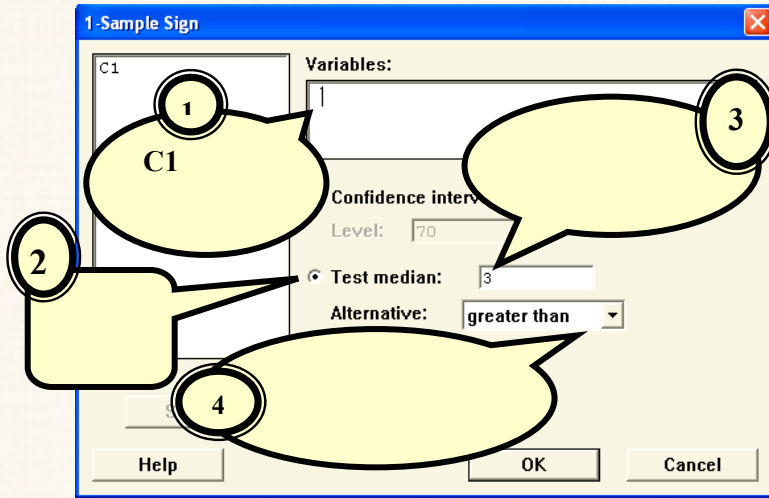 1-Sample Sign
C1
Variables:
1
3
C1
Confidence
Level: 70
2
Test median: 3
Alternative: greater than
4
Help
OK
Cancel